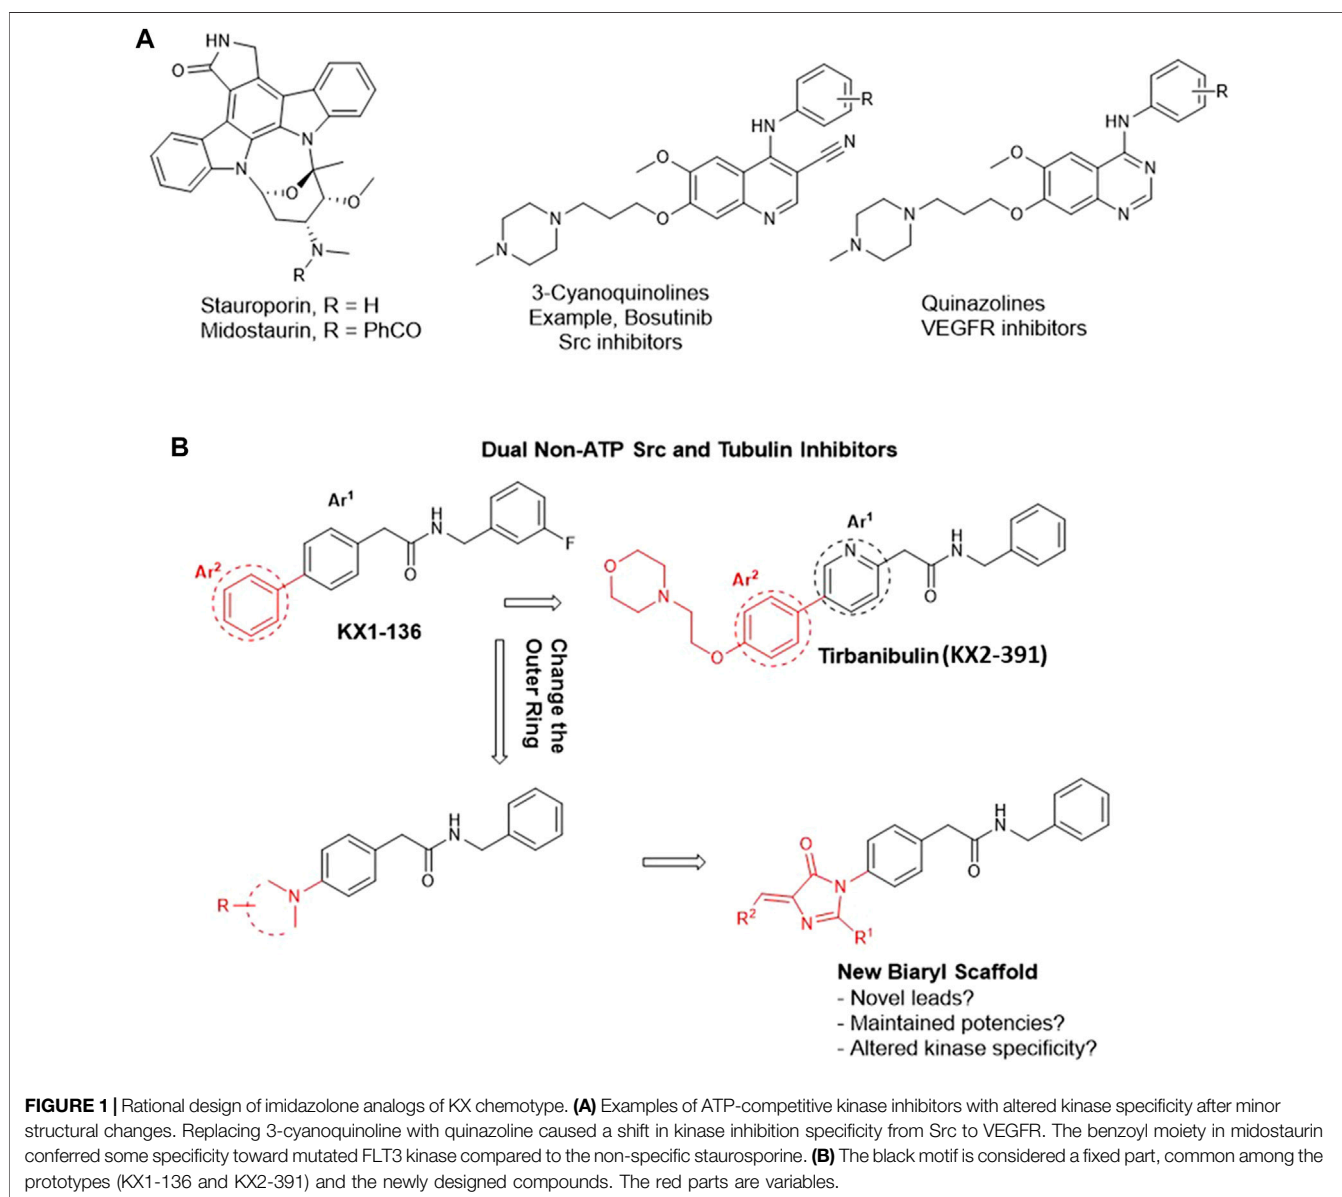 A
HN
O
N
N
O
O
N
R
Stauroporin, R = H
Midostaurin, R = PhCO
R
HN
N
O
O
N
N
N
3-Cyanoquinolines
Example, Bosutinib
Src inhibitors
R
HN
O
N
N
O
N
N
Quinazolines
VEGFR inhibitors
B
Dual Non-ATP Src and Tubulin Inhibitors
Ar¹
H
N
O
F
Ar²
KX1-136
Ar¹
N
H
N
O
Ar²
O
N
O
Tirbanibulin (KX2-391)
Change the
Outer Ring
H
N
O
N
R
H
N
O
O
N
N
R²
R¹
New Biaryl Scaffold
- Novel leads?
- Maintained potencies?
- Altered kinase specificity?
FIGURE 1 | Rational design of imidazolone analogs of KX chemotype. (A) Examples of ATP-competitive kinase inhibitors with altered kinase specificity after minor
structural changes. Replacing 3-cyanoquinoline with quinazoline caused a shift in kinase inhibition specificity from Src to VEGFR. The benzoyl moiety in midostaurin
conferred some specificity toward mutated FLT3 kinase compared to the non-specific staurosporine. (B) The black motif is considered a fixed part, common among the
prototypes (KX1-136 and KX2-391) and the newly designed compounds. The red parts are variables.